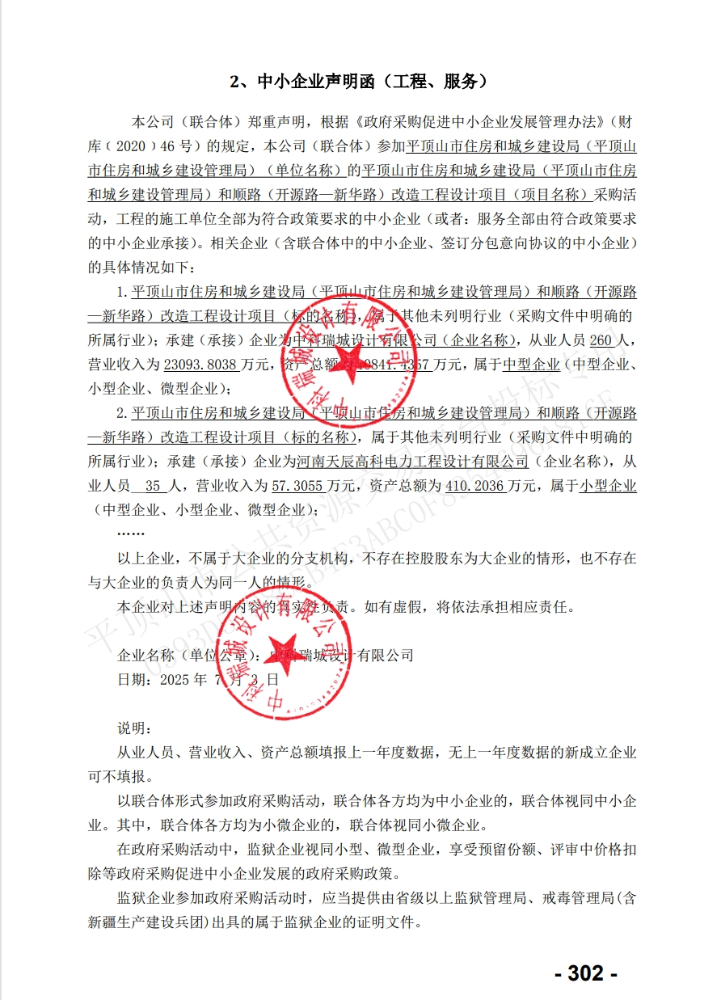 2、中小企业声明函（工程、服务）
本公司（联合体）郑重声明，根据《政府采购促进中小企业发展管理办法》（财
库﹝2020﹞46 号）的规定，本公司（联合体）参加平顶山市住房和城乡建设局（平顶山
市住房和城乡建设管理局）（单位名称）的平顶山市住房和城乡建设局（平顶山市住房
和城乡建设管理局）和顺路（开源路—新华路）改造工程设计项目（项目名称）采购活
动，工程的施工单位全部为符合政策要求的中小企业（或者：服务全部由符合政策要求
的中小企业承接）。相关企业（含联合体中的中小企业、签订分包意向协议的中小企业）
的具体情况如下：
1.平顶山市住房和城乡建设局（平顶山市住房和城乡建设管理局）和顺路（开源路
—新华路）改造工程设计项目（标的名称），属于其他未列明行业（采购文件中明确的
所属行业）；承建（承接）企业为中科瑞城设计有限公司（企业名称），从业人员 260 人，
营业收入为 23093.8038 万元，资产总额 0841.4357 万元，属于中型企业（中型企业、
小型企业、微型企业）；
2.平顶山市住房和城乡建设局（平顶山市住房和城乡建设管理局）和顺路（开源路
—新华路）改造工程设计项目（标的名称），属于其他未列明行业（采购文件中明确的
所属行业）；承建（承接）企业为河南天辰高科电力工程设计有限公司（企业名称），从
业人员 35 人，营业收入为 57.3055 万元，资产总额为 410.2036 万元，属于小型企业
（中型企业、小型企业、微型企业）；
……
以上企业，不属于大企业的分支机构，不存在控股股东为大企业的情形，也不存在
与大企业的负责人为同一人的情形。
本企业对上述声明内容的真实性负责。如有虚假，将依法承担相应责任。
企业名称（单位公章）：中科瑞城设计有限公司
日期：2025 年 7 月 3 日
中科瑞城设计有限公司
中科瑞城设计有限公司
平顶山市公共资源交易平台投标专用
说明：
从业人员、营业收入、资产总额填报上一年度数据，无上一年度数据的新成立企业
可不填报。
以联合体形式参加政府采购活动，联合体各方均为中小企业的，联合体视同中小企
业。其中，联合体各方均为小微企业的，联合体视同小微企业。
在政府采购活动中，监狱企业视同小型、微型企业，享受预留份额、评审中价格扣
除等政府采购促进中小企业发展的政府采购政策。
监狱企业参加政府采购活动时，应当提供由省级以上监狱管理局、戒毒管理局(含
新疆生产建设兵团)出具的属于监狱企业的证明文件。
- 302 -